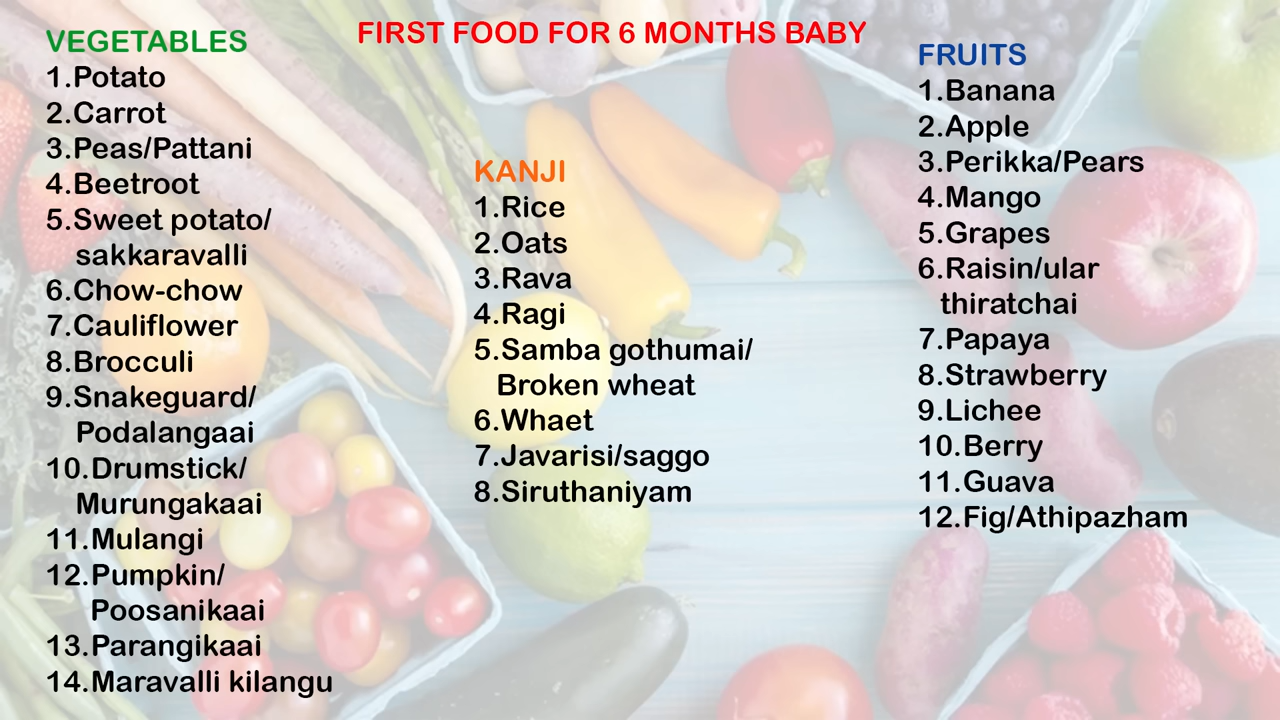 FIRST FOOD FOR 6 MONTHS BABY
VEGETABLES
1.Potato
2.Carrot
3.Peas/Pattani
4.Beetroot
5.Sweet potato/
sakkaravalli
6.Chow-chow
7.Cauliflower
8.Brocculi
9.Snakeguard/
Podalangaai
10.Drumstick/
Murungakaai
11.Mulangi
12.Pumpkin/
Poosanikaai
13.Parangikaai
14.Maravalli kilangu
KANJI
1.Rice
2.Oats
3.Rava
4.Ragi
5.Samba gothumai/
Broken wheat
6.Whaet
7.Javarisi/saggo
8.Siruthaniyam
FRUITS
1.Banana
2.Apple
3.Perikka/Pears
4.Mango
5.Grapes
6.Raisin/ular
thiratchai
7.Papaya
8.Strawberry
9.Lichee
10.Berry
11.Guava
12.Fig/Athipazham